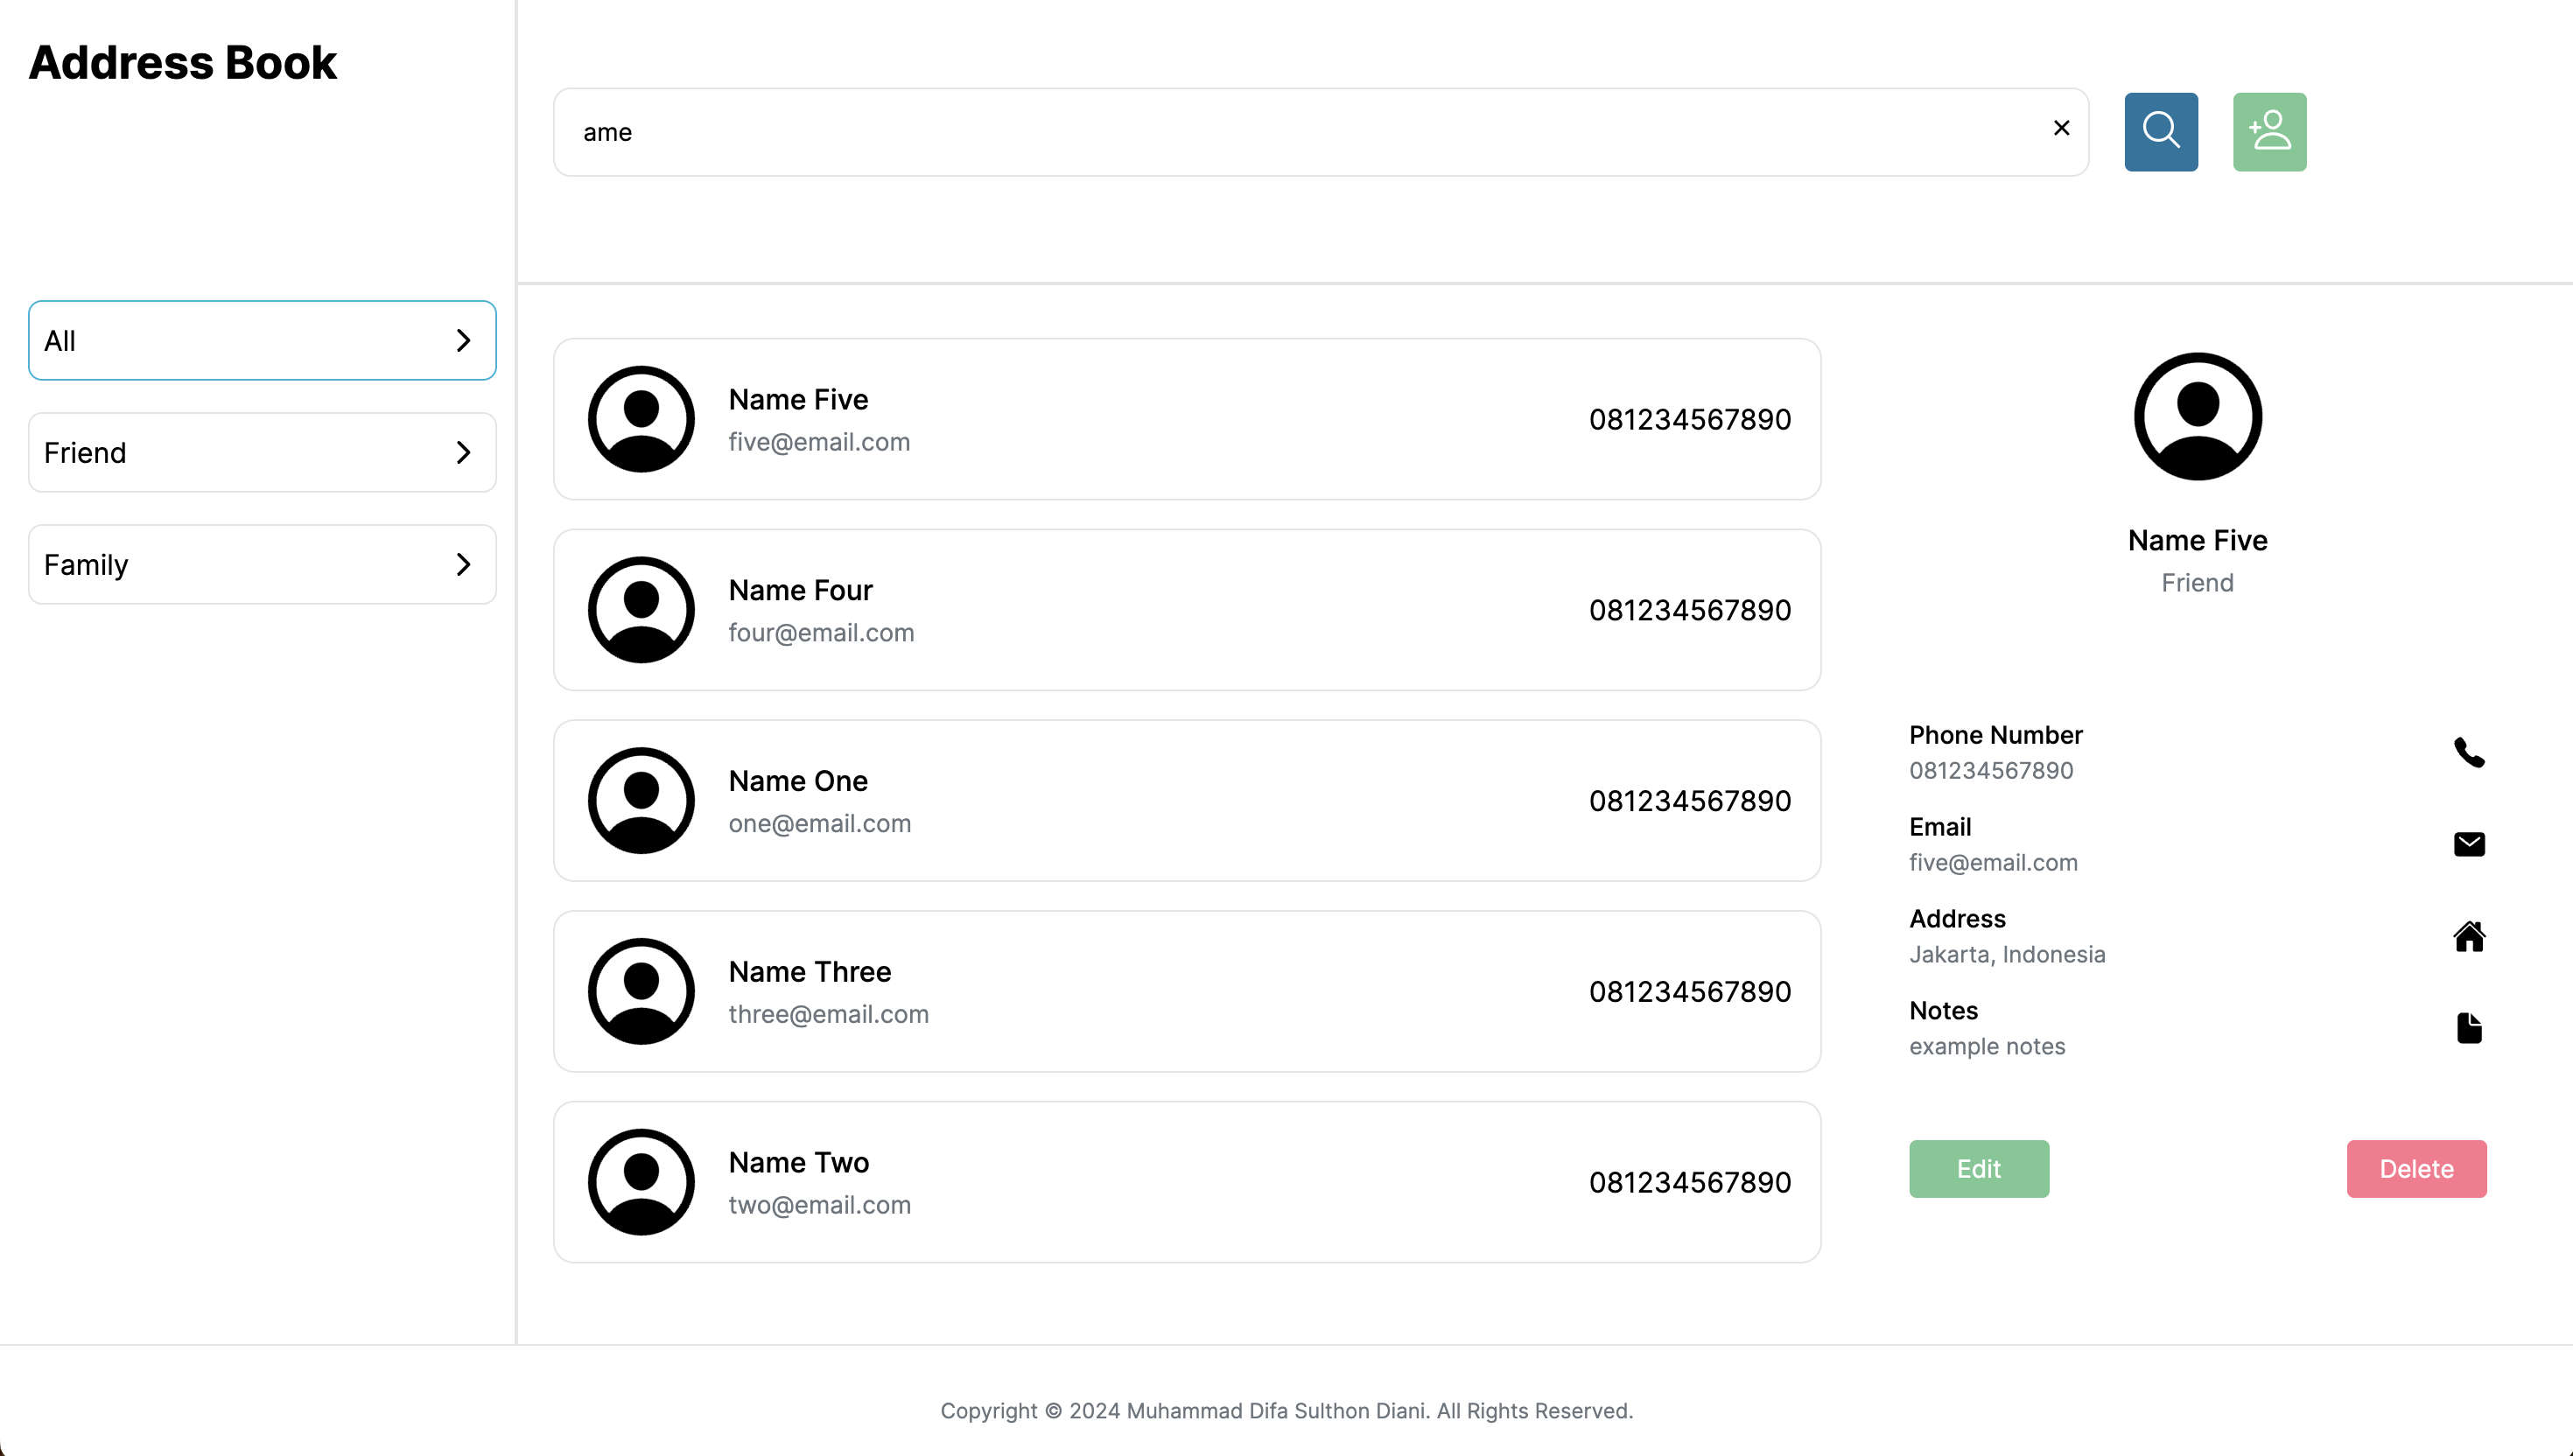 Address Book
ame
All
Friend
Family
Name Five
five@email.com
081234567890
Name Four
four@email.com
081234567890
Name One
one@email.com
081234567890
Name Three
three@email.com
081234567890
Name Two
two@email.com
081234567890
Name Five
Friend
Phone Number
081234567890
Email
five@email.com
Address
Jakarta, Indonesia
Notes
example notes
Edit
Delete
Copyright © 2024 Muhammad Difa Sulthon Diani. All Rights Reserved.